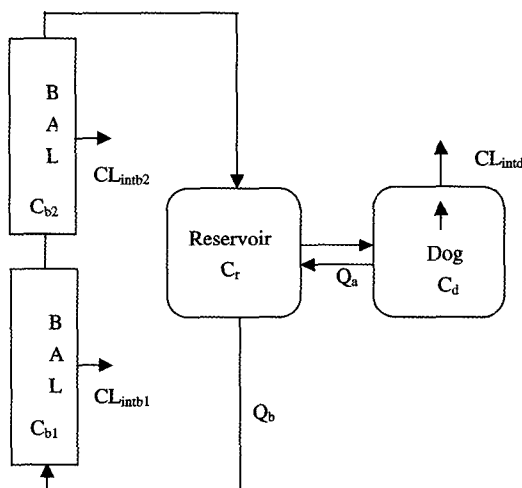 B
A
L
C_b2
CL_intb2
B
A
L
C_b1
CL_intb1
Reservoir
C_r
Q_b
Q_a
CL_intd
Dog
C_d